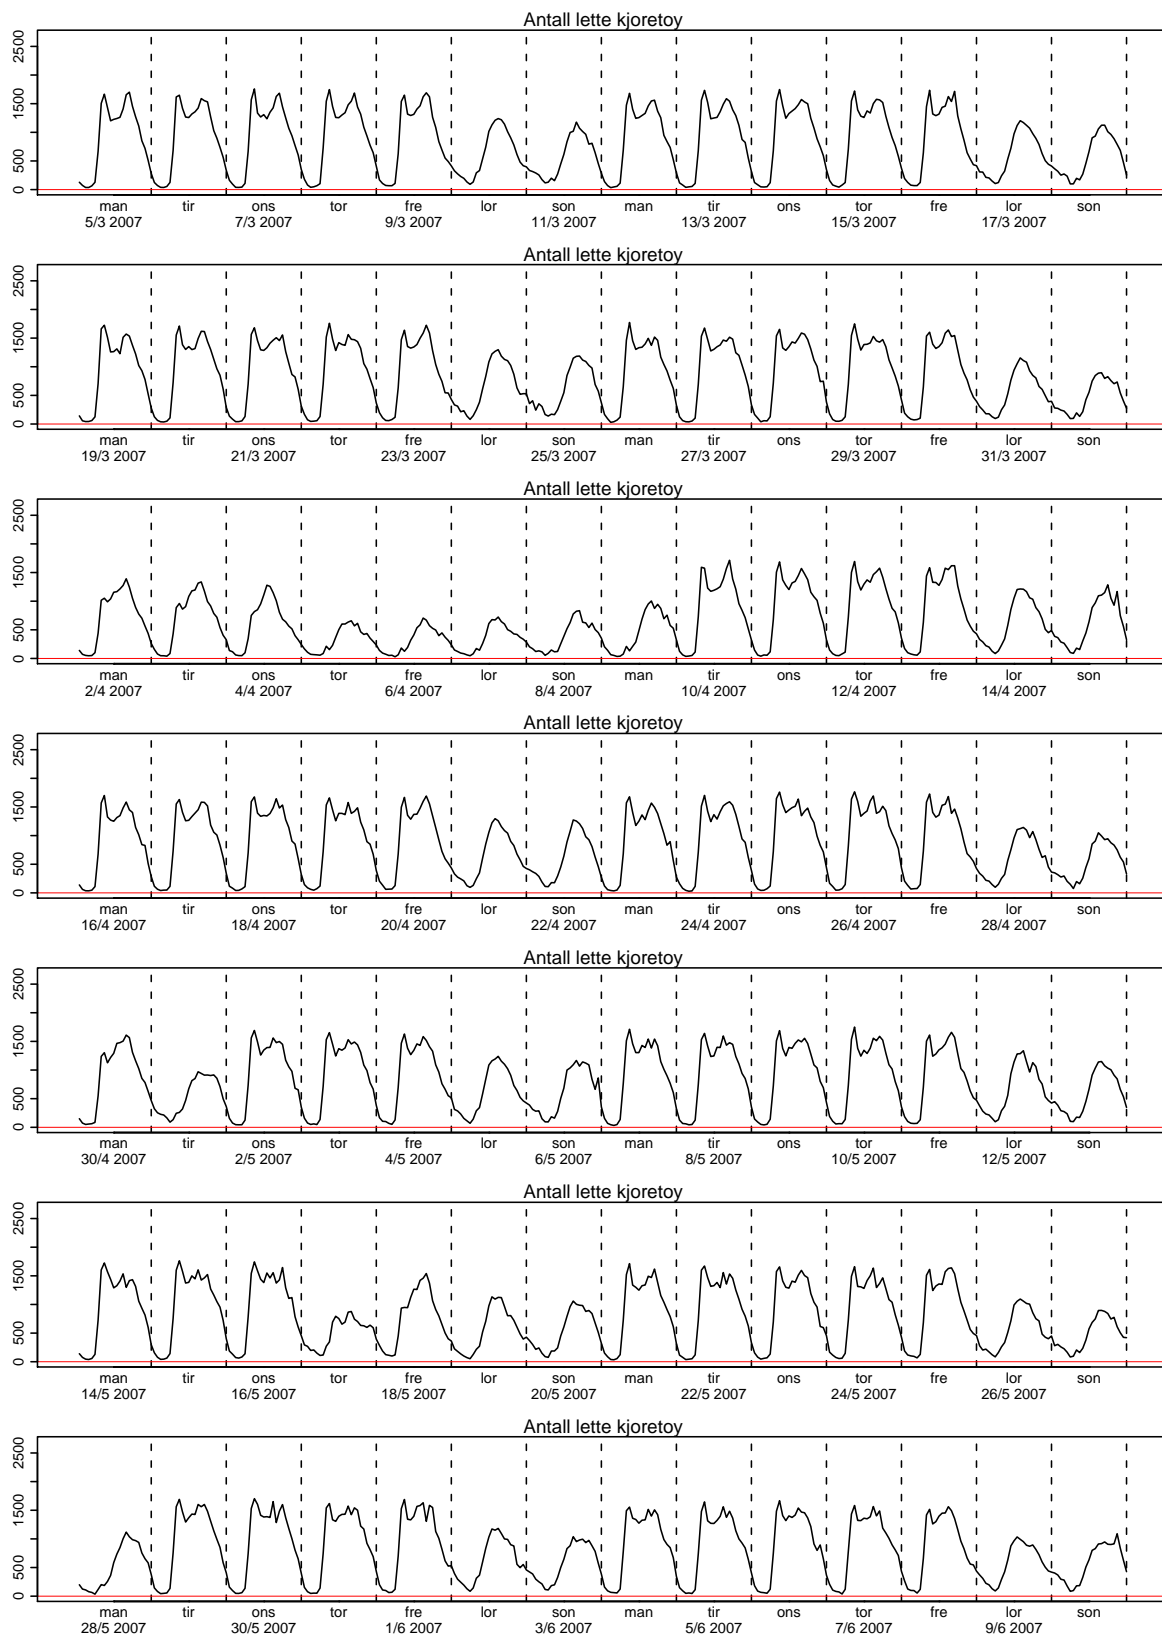 Antall lette kjoretoy
2500
1500
500
0
man tir ons tor fre lor son man tir ons tor fre lor son
5/3 2007 7/3 2007 9/3 2007 11/3 2007 13/3 2007 15/3 2007 17/3 2007
Antall lette kjoretoy
2500
1500
500
0
man tir ons tor fre lor son man tir ons tor fre lor son
19/3 2007 21/3 2007 23/3 2007 25/3 2007 27/3 2007 29/3 2007 31/3 2007
Antall lette kjoretoy
2500
1500
500
0
man tir ons tor fre lor son man tir ons tor fre lor son
2/4 2007 4/4 2007 6/4 2007 8/4 2007 10/4 2007 12/4 2007 14/4 2007
Antall lette kjoretoy
2500
1500
500
0
man tir ons tor fre lor son man tir ons tor fre lor son
16/4 2007 18/4 2007 20/4 2007 22/4 2007 24/4 2007 26/4 2007 28/4 2007
Antall lette kjoretoy
2500
1500
500
0
man tir ons tor fre lor son man tir ons tor fre lor son
30/4 2007 2/5 2007 4/5 2007 6/5 2007 8/5 2007 10/5 2007 12/5 2007
Antall lette kjoretoy
2500
1500
500
0
man tir ons tor fre lor son man tir ons tor fre lor son
14/5 2007 16/5 2007 18/5 2007 20/5 2007 22/5 2007 24/5 2007 26/5 2007
Antall lette kjoretoy
2500
1500
500
0
man tir ons tor fre lor son man tir ons tor fre lor son
28/5 2007 30/5 2007 1/6 2007 3/6 2007 5/6 2007 7/6 2007 9/6 2007